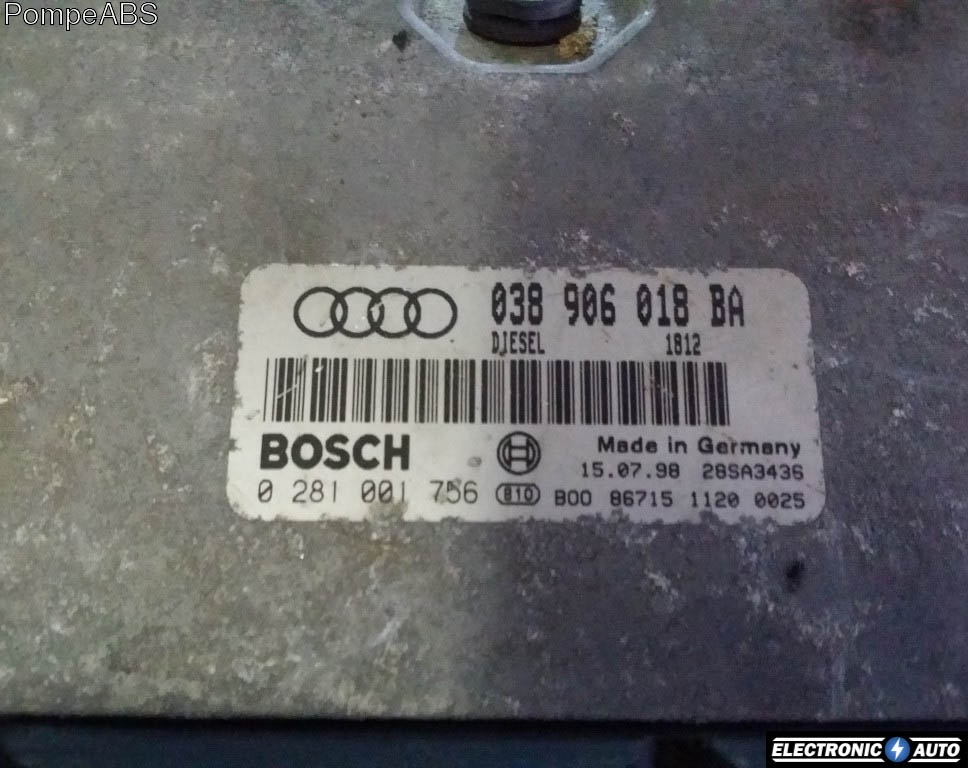 PompeABS
038 906 018 BA
DIESEL 1812
BOSCH Made in Germany
15.07.98 28SA3436
0 281 001 756 810 B00 86715 1120 0025
ELECTRONIC AUTO